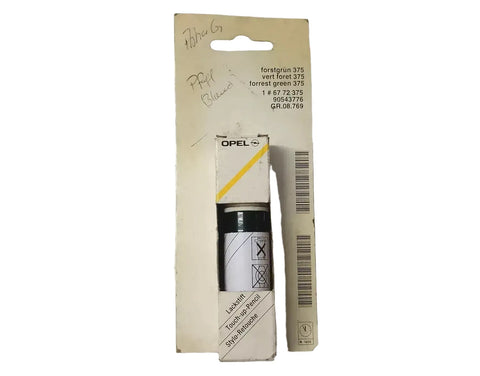 forstgrün 375
vert foret 375
forrest green 375
1 # 67 72 375
90543776
GR.08.769
OPEL
Lackstift
Touch-up-Pencil
Stylo-Retouche